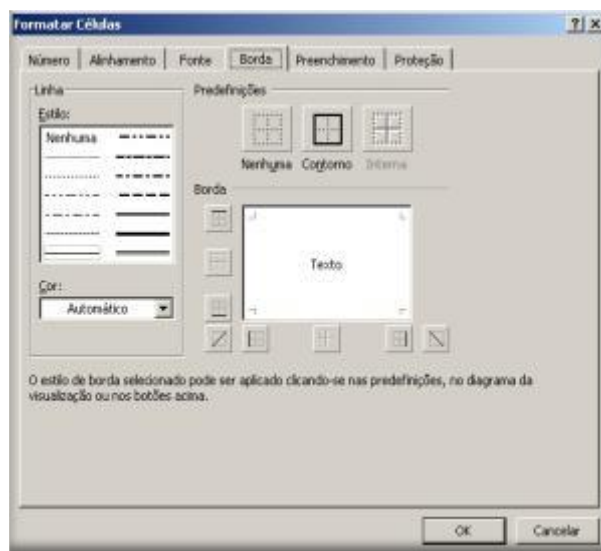 Formatar Células
Número Alinhamento Fonte Borda Preenchimento Proteção
Linha
Estilo:
Nenhuma
Cor:
Automático
Predefinições
Nenhuma Contorno Interna
Borda
Texto
O estilo de borda selecionado pode ser aplicado clicando-se nas predefinições, no diagrama da
visualização ou nos botões acima.
OK Cancelar